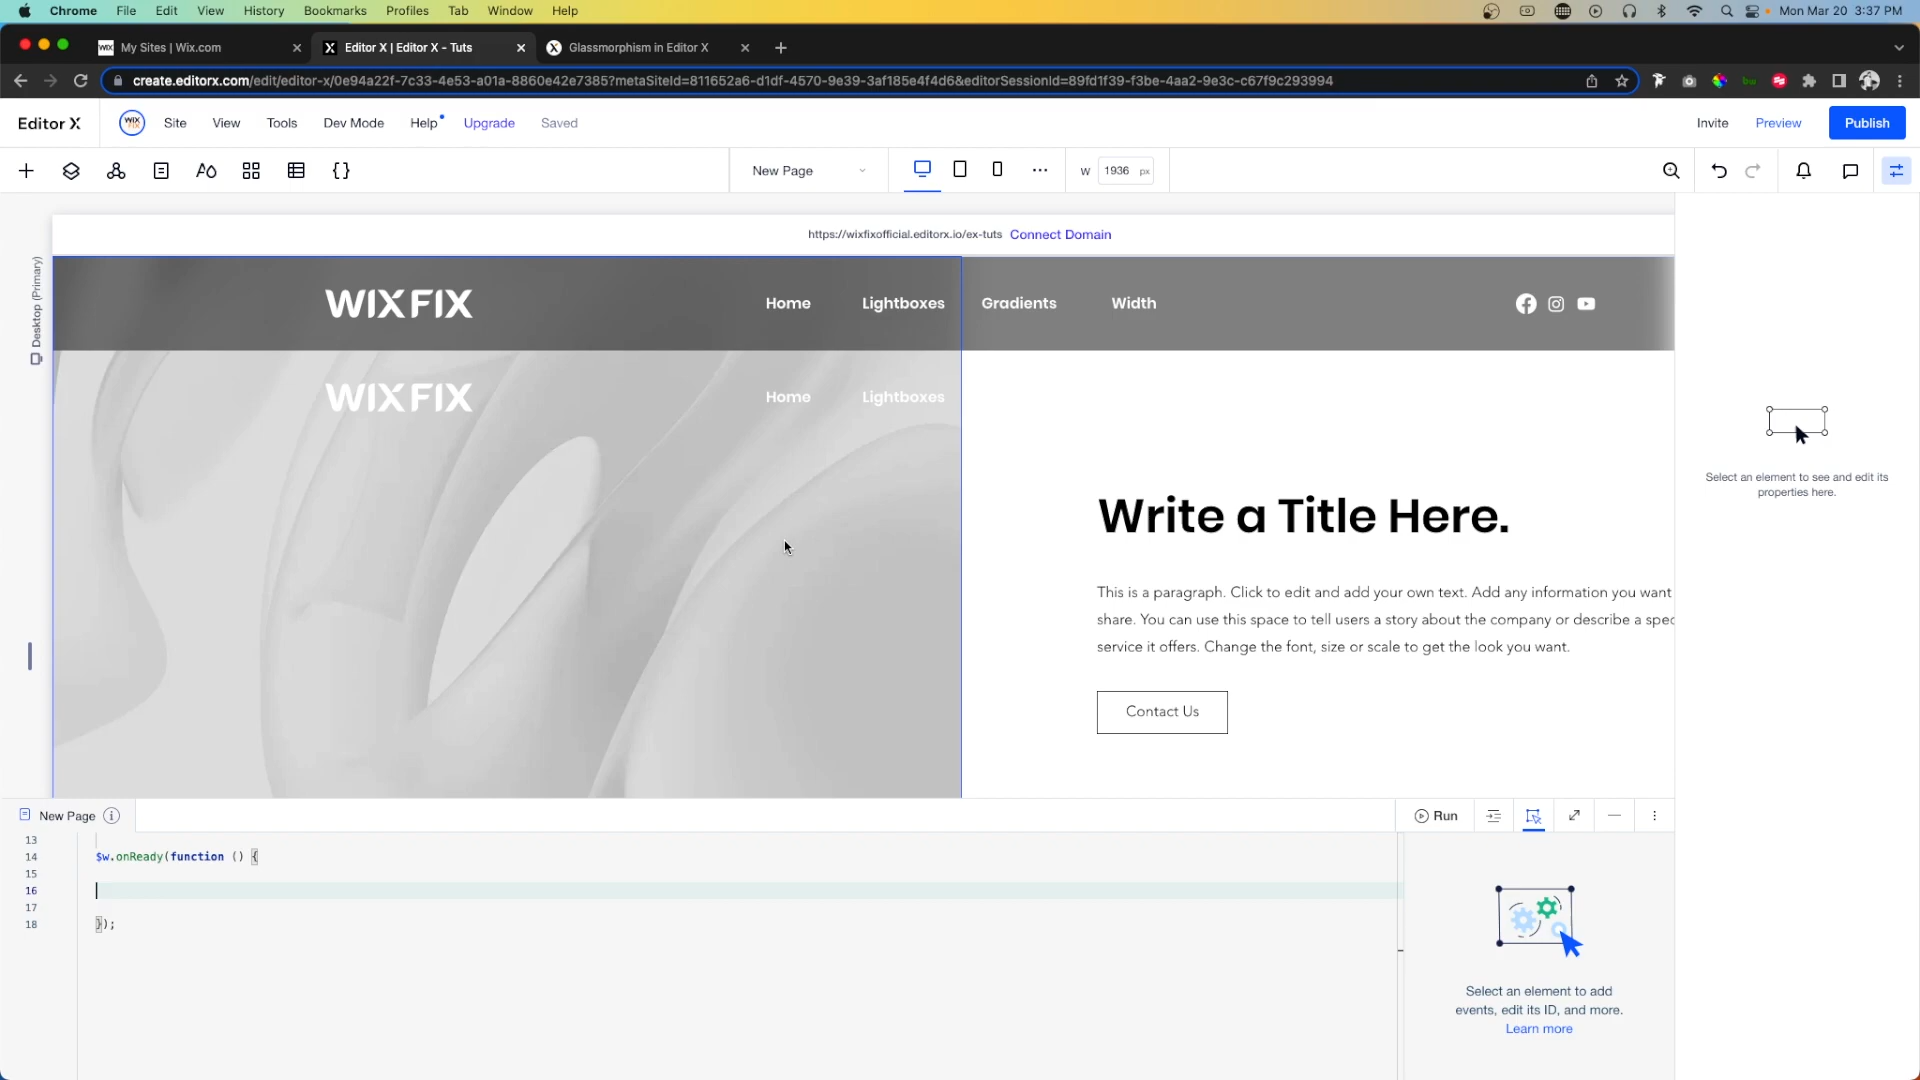 Chrome File Edit View History Bookmarks Profiles Tab Window Help Mon Mar 20 3:37 PM
WIX My Sites | Wix.com X Editor X | Editor X - Tuts X Glassmorphism in Editor X
create.editorx.com/edit/editor-x/0e94a22f-7c33-4e53-a01a-8860e42e7385?metaSiteId=811652a6-d1df-4570-9e39-3af185e4f4d6&editorSessionId=89fd1f39-f3be-4aa2-9e3c-c67f9c293994
Editor X WIX FIX Site View Tools Dev Mode Help Upgrade Saved Invite Preview Publish
New Page W 1936 px
https://wixfixofficial.editorx.io/ex-tuts Connect Domain
Desktop (Primary)
WIXFIX Home Lightboxes Gradients Width
WIXFIX Home Lightboxes
Select an element to see and edit its
properties here.
Write a Title Here.
This is a paragraph. Click to edit and add your own text. Add any information you want
share. You can use this space to tell users a story about the company or describe a spec
service it offers. Change the font, size or scale to get the look you want.
Contact Us
New Page Run
13
14 $w.onReady(function () {
15
16
17
18 });
Select an element to add
events, edit its ID, and more.
Learn more